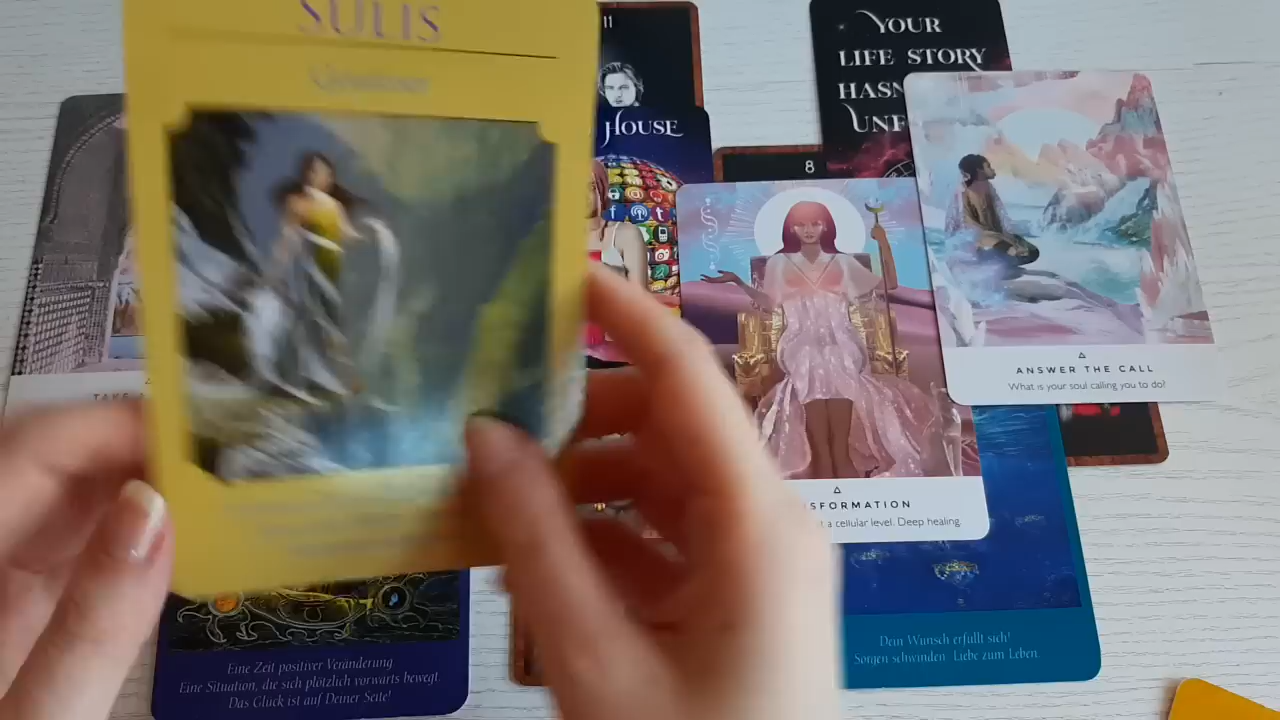 SULIS
11
HOUSE
YOUR
LIFE STORY
8
ANSWER THE CALL
What is your soul calling you to do?
SFORMATION
a cellular level. Deep healing.
TAKE
Eine Zeit positiver Veränderung
Eine Situation, die sich plötzlich vorwärts bewegt.
Das Glück ist auf Deiner Seite!
Dein Wunsch erfüllt sich!
Sorgen schwinden. Liebe zum Leben.